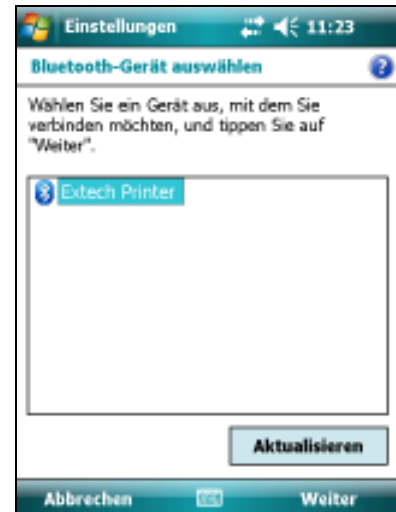 Einstellungen 11:23
Bluetooth-Gerät auswählen
Wählen Sie ein Gerät aus, mit dem Sie
verbinden möchten, und tippen Sie auf
"Weiter".
Extech Printer
Aktualisieren
Abbrechen Weiter